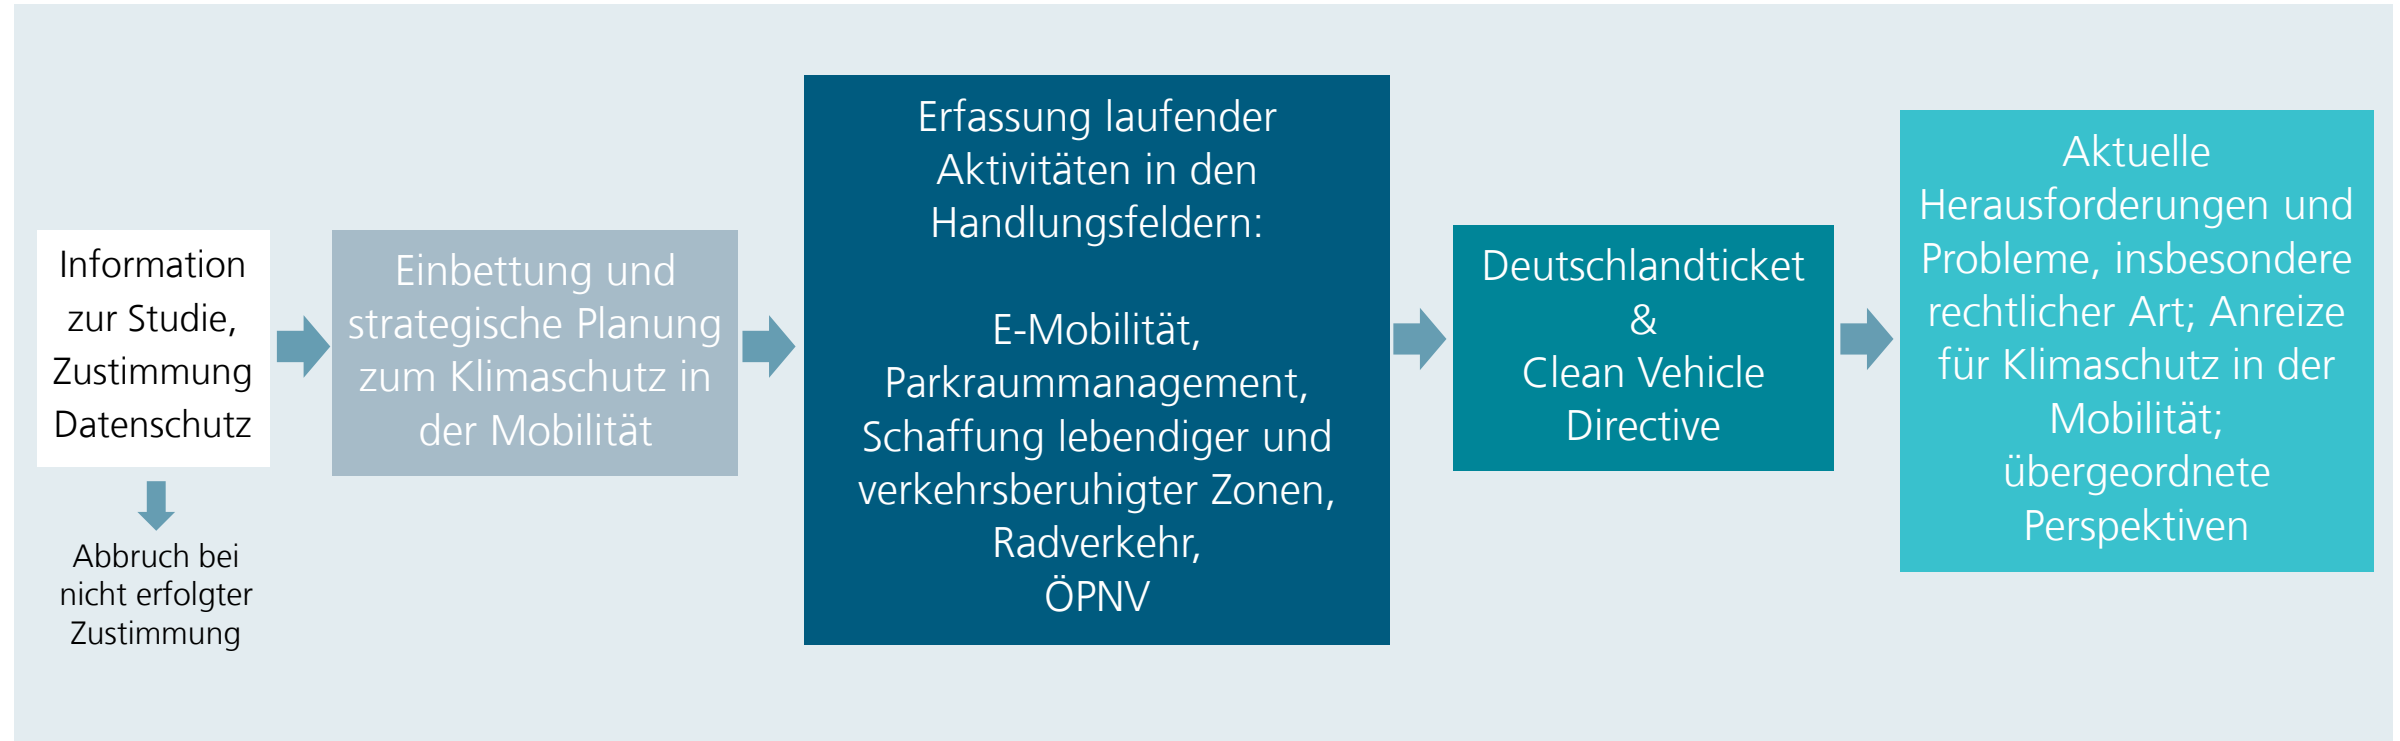 Information
zur Studie,
Zustimmung
Datenschutz
Abbruch bei
nicht erfolgter
Zustimmung
Einbettung und
strategische Planung
zum Klimaschutz in
der Mobilität
Erfassung laufender
Aktivitäten in den
Handlungsfeldern:
E-Mobilität,
Parkraummanagement,
Schaffung lebendiger und
verkehrsberuhigter Zonen,
Radverkehr,
ÖPNV
Deutschlandticket
&
Clean Vehicle
Directive
Aktuelle
Herausforderungen und
Probleme, insbesondere
rechtlicher Art; Anreize
für Klimaschutz in der
Mobilität;
übergeordnete
Perspektiven